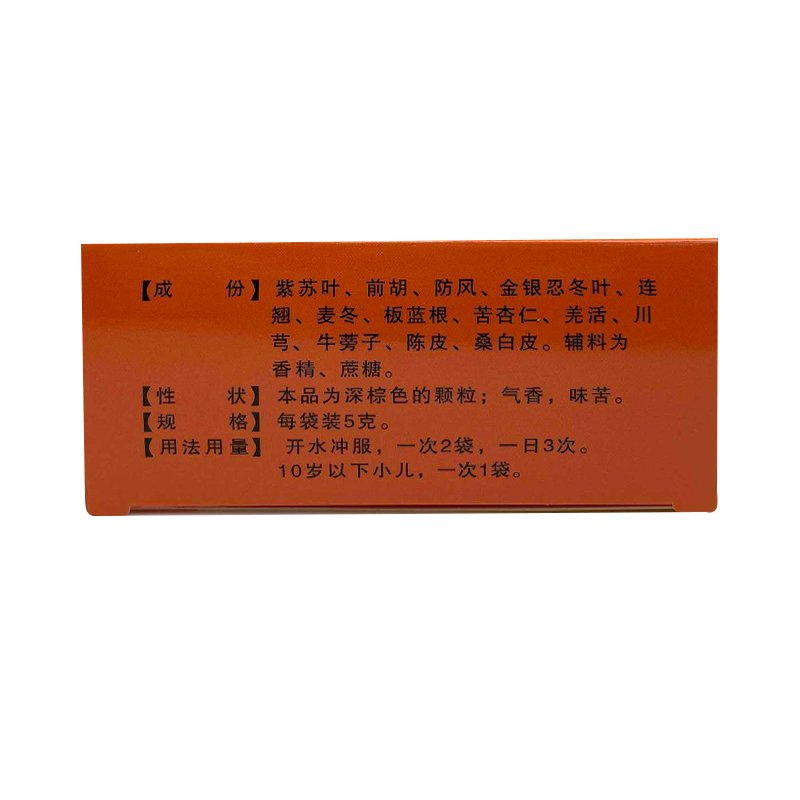 【成　份】紫苏叶、前胡、防风、金银忍冬叶、连
翘、麦冬、板蓝根、苦杏仁、羌活、川
芎、牛蒡子、陈皮、桑白皮。辅料为
香精、蔗糖。
【性　状】本品为深棕色的颗粒；气香，味苦。
【规　格】每袋装5克。
【用法用量】开水冲服，一次2袋，一日3次。
10岁以下小儿，一次1袋。